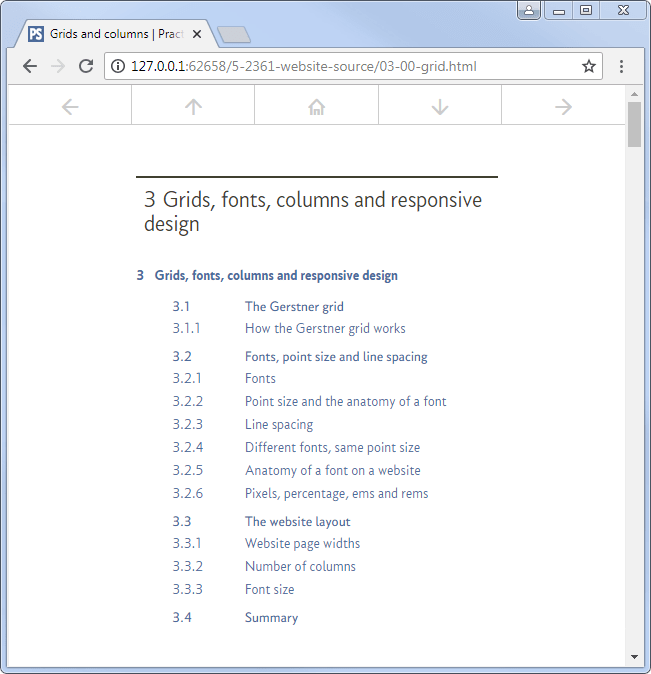 PS Grids and columns | Pract
127.0.0.1:62658/5-2361-website-source/03-00-grid.html
3 Grids, fonts, columns and responsive
design
3 Grids, fonts, columns and responsive design
3.1 The Gerstner grid
3.1.1 How the Gerstner grid works
3.2 Fonts, point size and line spacing
3.2.1 Fonts
3.2.2 Point size and the anatomy of a font
3.2.3 Line spacing
3.2.4 Different fonts, same point size
3.2.5 Anatomy of a font on a website
3.2.6 Pixels, percentage, ems and rems
3.3 The website layout
3.3.1 Website page widths
3.3.2 Number of columns
3.3.3 Font size
3.4 Summary